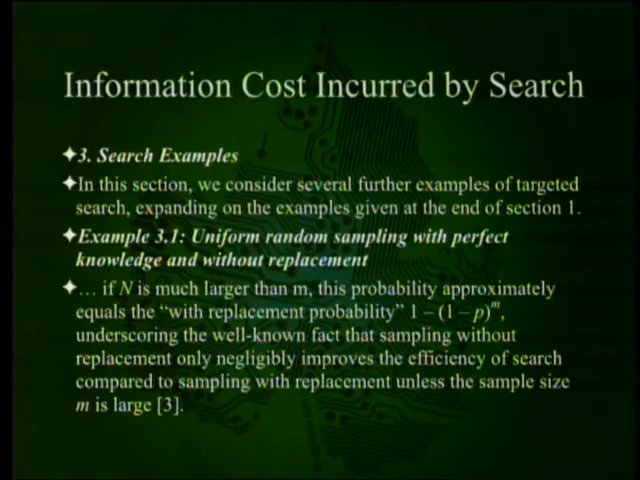 Information Cost Incurred by Search
✦3. Search Examples
✦In this section, we consider several further examples of targeted
search, expanding on the examples given at the end of section 1.
✦Example 3.1: Uniform random sampling with perfect
knowledge and without replacement
✦… if N is much larger than m, this probability approximately
equals the “with replacement probability” 1 – (1 – p)^m,
underscoring the well-known fact that sampling without
replacement only negligibly improves the efficiency of search
compared to sampling with replacement unless the sample size
m is large [3].